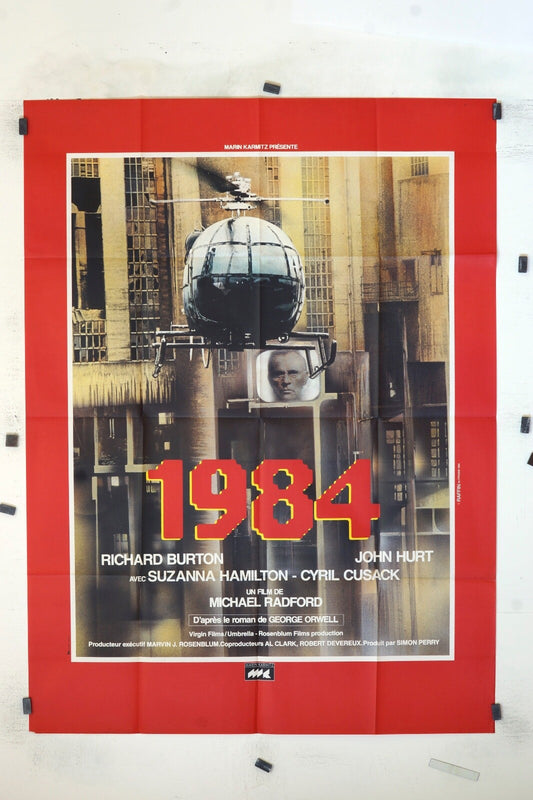 MARIN KARMITZ PRÉSENTE
1984
RICHARD BURTON JOHN HURT
AVEC SUZANNA HAMILTON - CYRIL CUSACK
UN FILM DE
MICHAEL RADFORD
D'après le roman de GEORGE ORWELL
Virgin Films/Umbrella - Rosenblum Films production
Producteur exécutif MARVIN J. ROSENBLUM.Coproducteurs AL CLARK, ROBERT DEVEREUX.Produit par SIMON PERRY